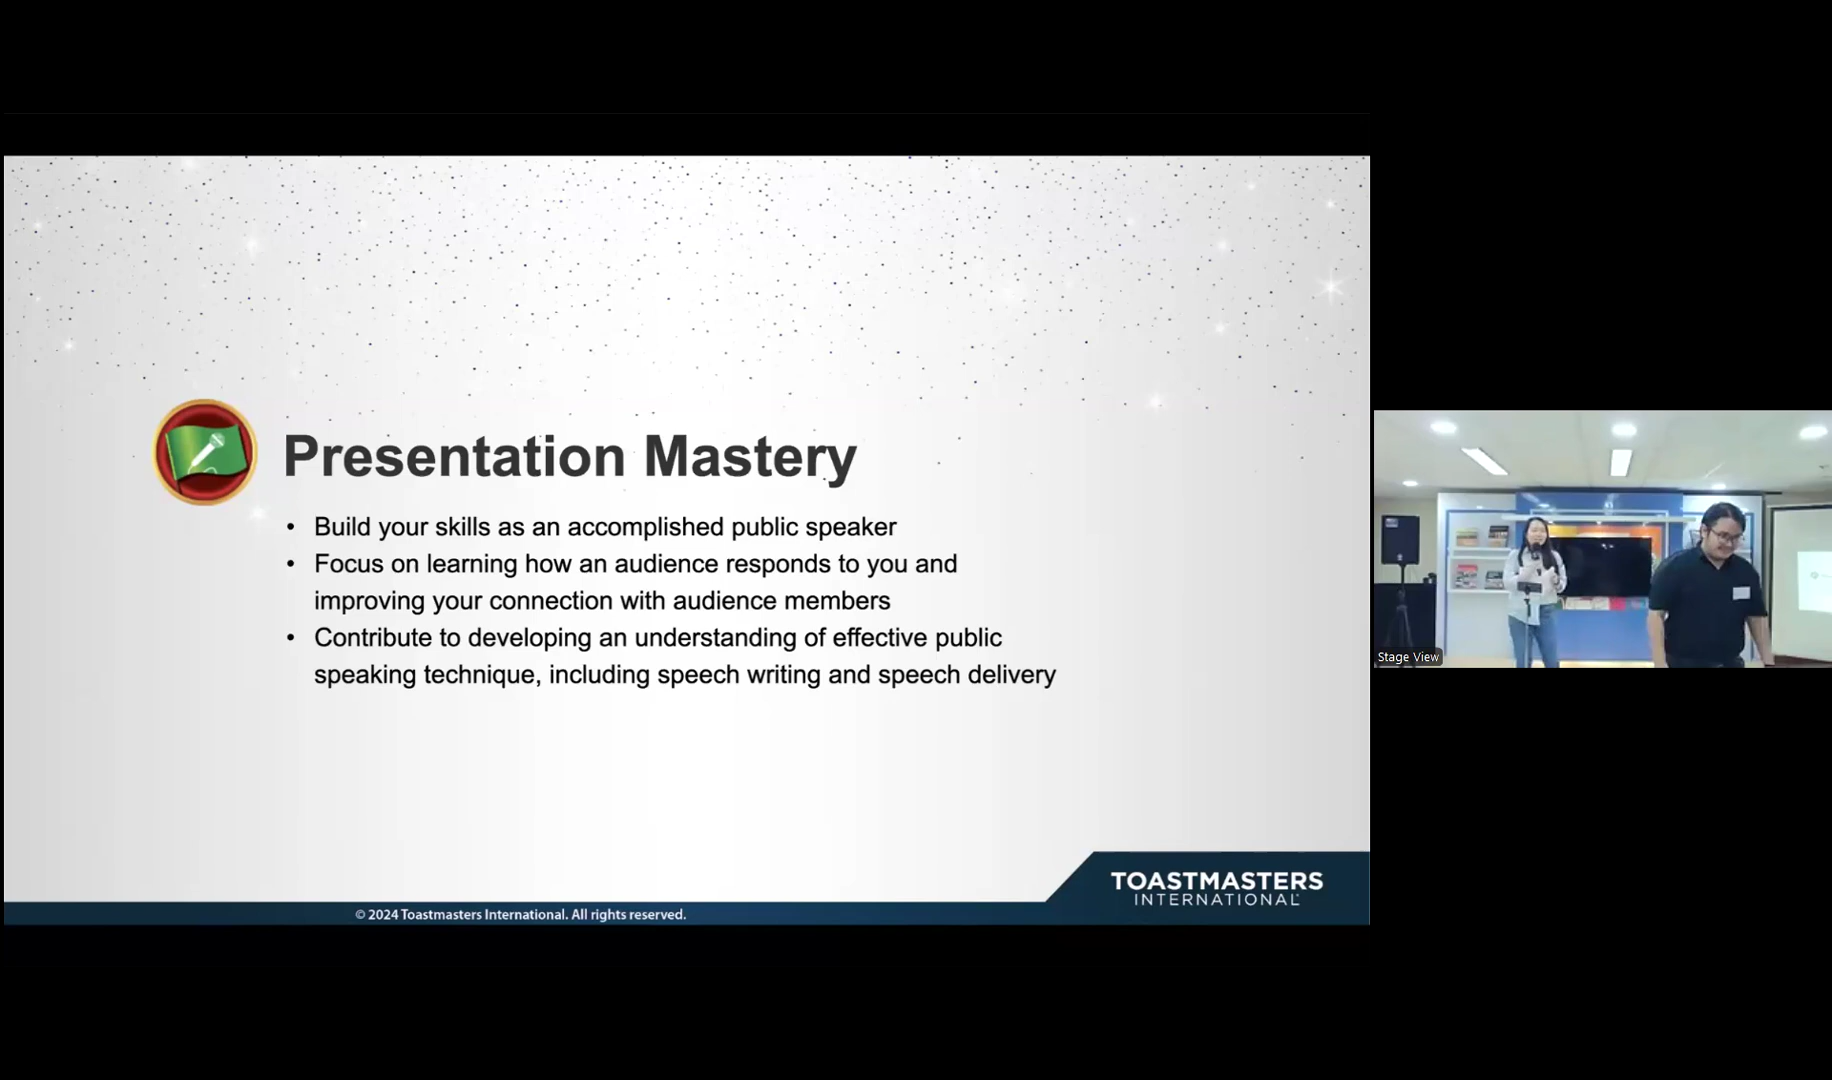 Presentation Mastery
• Build your skills as an accomplished public speaker
• Focus on learning how an audience responds to you and
improving your connection with audience members
• Contribute to developing an understanding of effective public
speaking technique, including speech writing and speech delivery
TOASTMASTERS
INTERNATIONAL
© 2024 Toastmasters International. All rights reserved.
Stage View